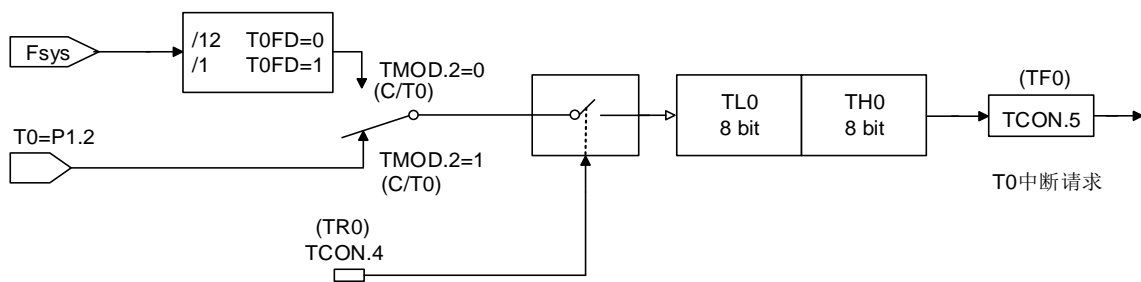 Fsys
/12 T0FD=0
/1 T0FD=1
TMOD.2=0
(C/T0)
T0=P1.2
TMOD.2=1
(C/T0)
(TR0)
TCON.4
TL0
8 bit
TH0
8 bit
(TF0)
TCON.5
T0中断请求